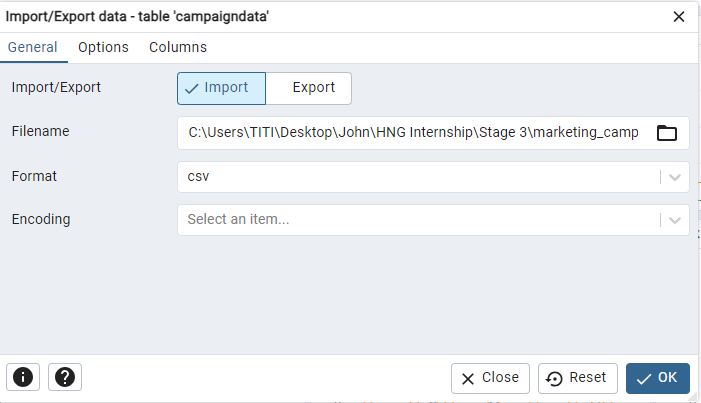 Import/Export data - table 'campaigndata'
General Options Columns
Import/Export Import Export
Filename C:\Users\TITI\Desktop\John\HNG Internship\Stage 3\marketing_camp
Format csv
Encoding Select an item...
Close Reset OK